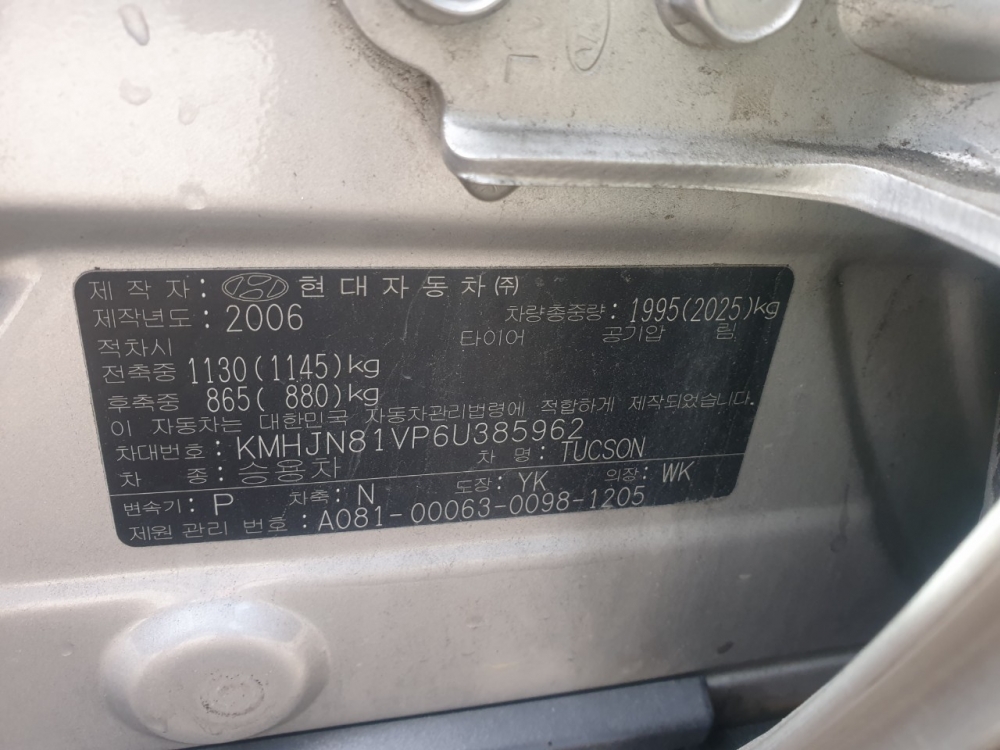 제 작 자 : 현 대 자 동 차 ㈜
제작년도 : 2006 차량총중량 : 1995(2025)kg
적차시 타이어 공기압 림
전축중 1130(1145)kg
후축중 865( 880)kg
이 자동차는 대한민국 자동차관리법령에 적합하게 제작되었습니다.
차대번호 : KMHJN81VP6U385962
차 종 : 승용차 차 명 : TUCSON
변속기 : P 차축 : N 도장 : YK 의장 : WK
제원 관리 번호 : A081-00063-0098-1205